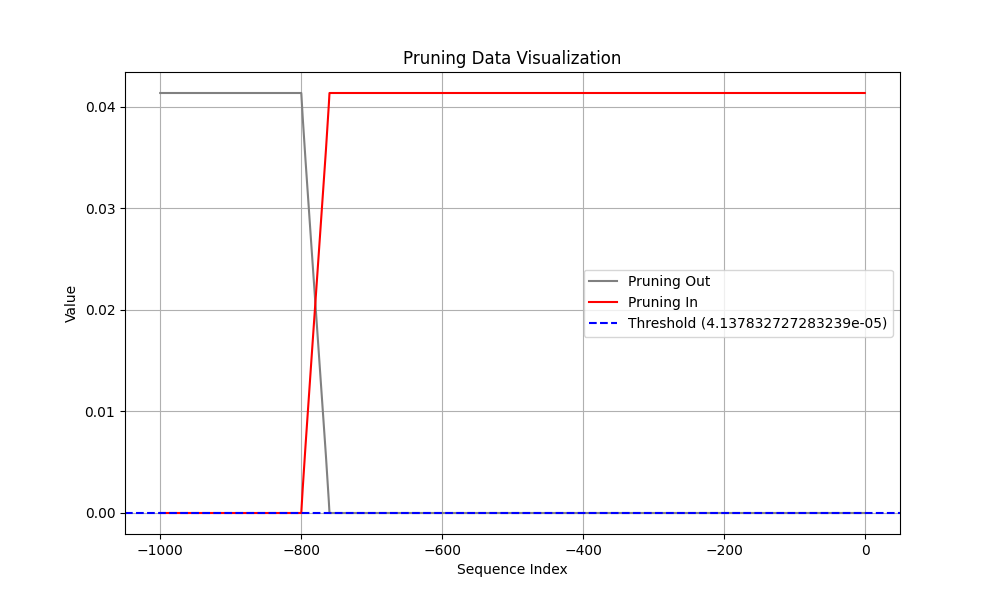 Pruning Data Visualization
Value
0.04
0.03
0.02
0.01
0.00
Pruning Out
Pruning In
Threshold (4.137832727283239e-05)
−1000 −800 −600 −400 −200 0
Sequence Index